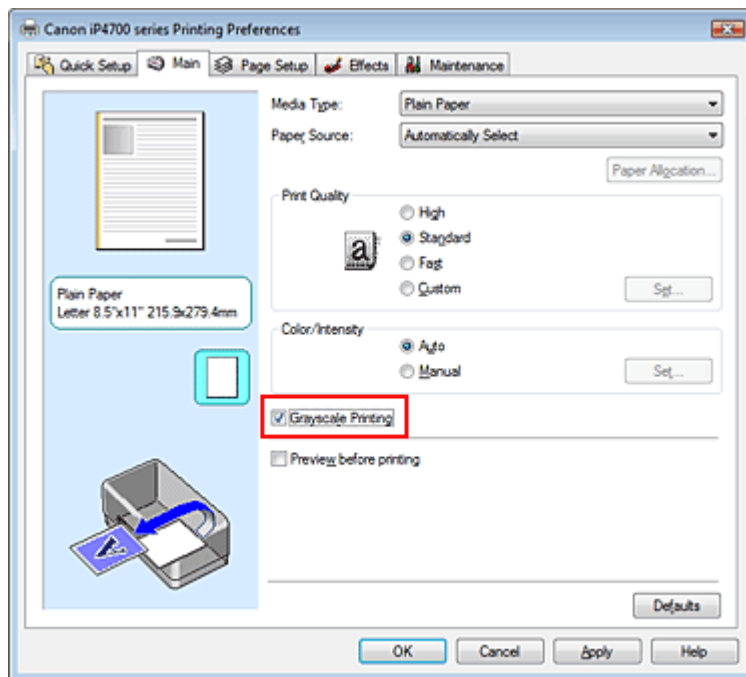 Canon iP4700 series Printing Preferences
Quick Setup Main Page Setup Effects Maintenance
Media Type: Plain Paper
Paper Source: Automatically Select
Paper Allocation...
Print Quality
High
a Standard
Fast
Custom Set...
Plain Paper
Letter 8.5"x11" 215.9x279.4mm
Color/Intensity
Auto
Manual Set...
Grayscale Printing
Preview before printing
A
Defaults
OK Cancel Apply Help